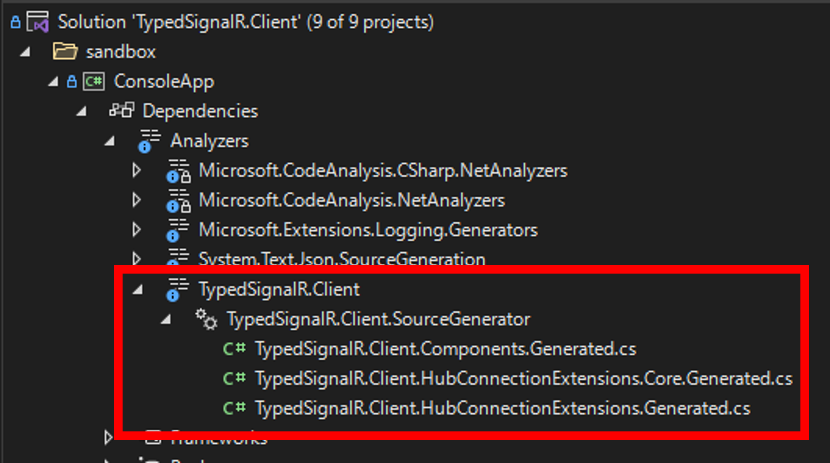 Solution 'TypedSignalR.Client' (9 of 9 projects)
sandbox
C# ConsoleApp
Dependencies
Analyzers
Microsoft.CodeAnalysis.CSharp.NetAnalyzers
Microsoft.CodeAnalysis.NetAnalyzers
Microsoft.Extensions.Logging.Generators
System.Text.Json.SourceGeneration
TypedSignalR.Client
TypedSignalR.Client.SourceGenerator
C# TypedSignalR.Client.Components.Generated.cs
C# TypedSignalR.Client.HubConnectionExtensions.Core.Generated.cs
C# TypedSignalR.Client.HubConnectionExtensions.Generated.cs
Frameworks